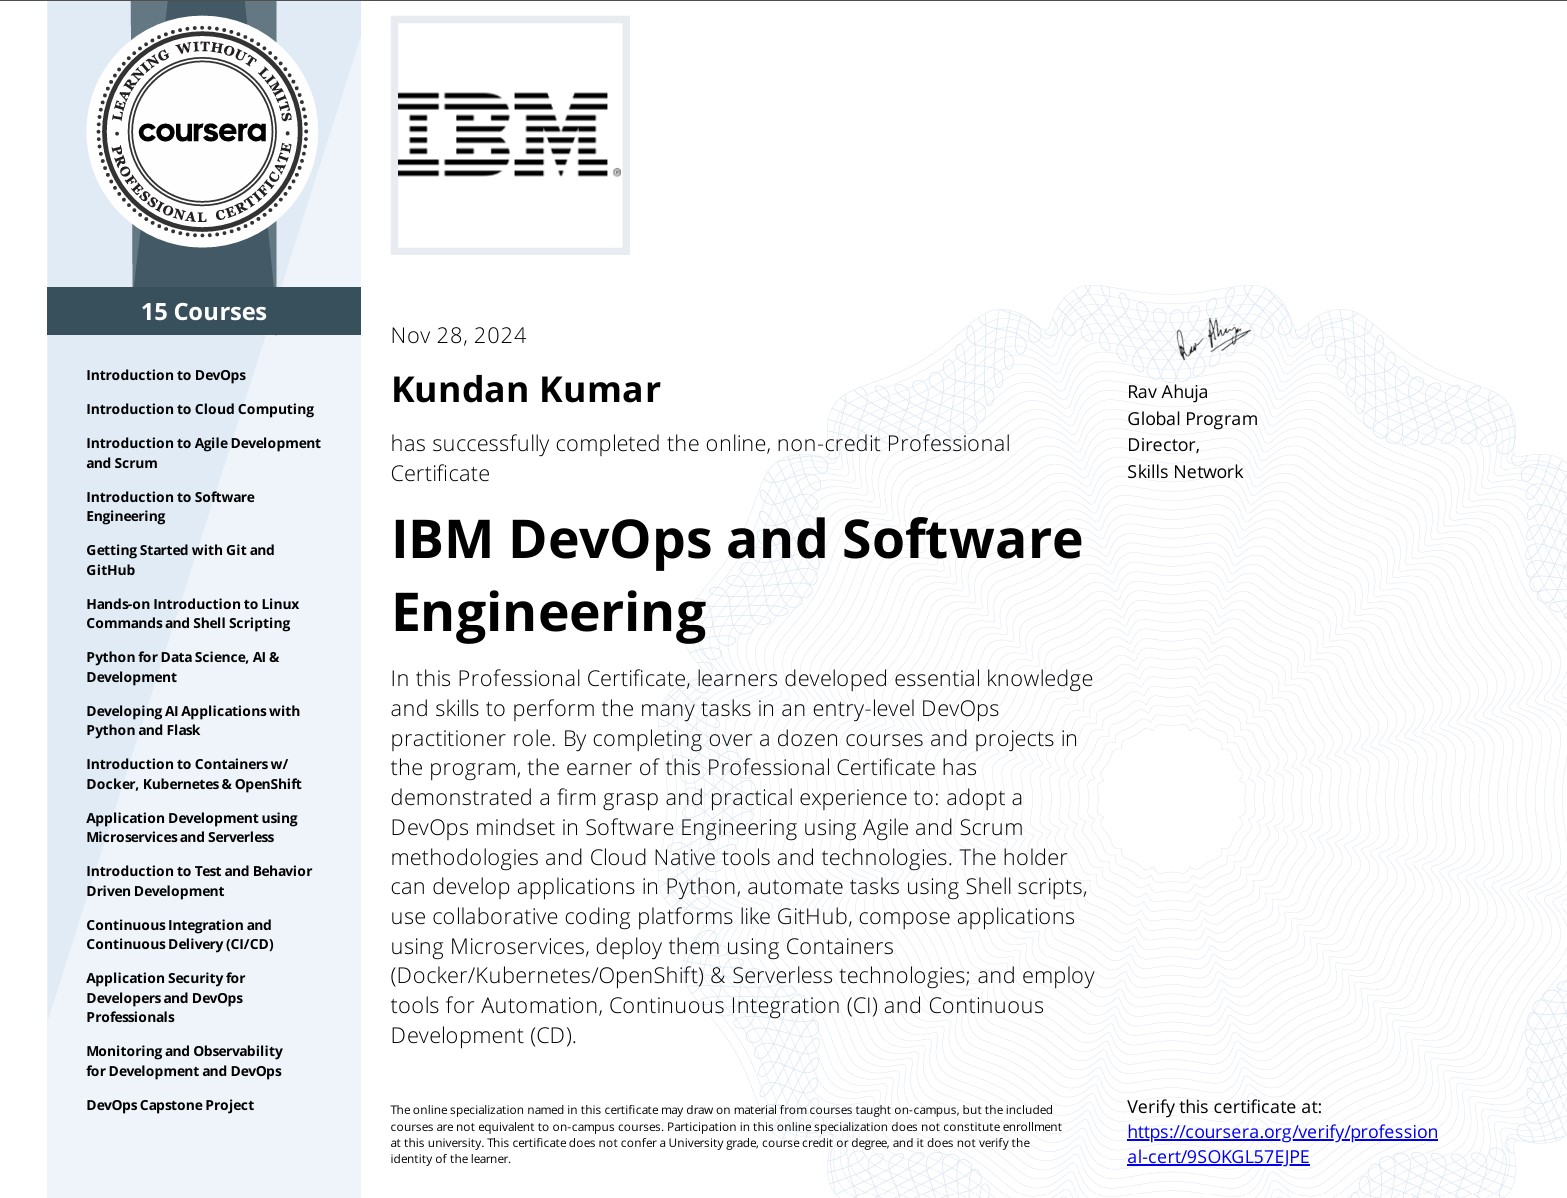 LEARNING WITHOUT LIMITS
coursera
PROFESSIONAL CERTIFICATE
IBM®
15 Courses
Introduction to DevOps
Introduction to Cloud Computing
Introduction to Agile Development
and Scrum
Introduction to Software
Engineering
Getting Started with Git and
GitHub
Hands-on Introduction to Linux
Commands and Shell Scripting
Python for Data Science, AI &
Development
Developing AI Applications with
Python and Flask
Introduction to Containers w/
Docker, Kubernetes & OpenShift
Application Development using
Microservices and Serverless
Introduction to Test and Behavior
Driven Development
Continuous Integration and
Continuous Delivery (CI/CD)
Application Security for
Developers and DevOps
Professionals
Monitoring and Observability
for Development and DevOps
DevOps Capstone Project
Nov 28, 2024
Kundan Kumar
has successfully completed the online, non-credit Professional
Certificate
IBM DevOps and Software
Engineering
In this Professional Certificate, learners developed essential knowledge
and skills to perform the many tasks in an entry-level DevOps
practitioner role. By completing over a dozen courses and projects in
the program, the earner of this Professional Certificate has
demonstrated a firm grasp and practical experience to: adopt a
DevOps mindset in Software Engineering using Agile and Scrum
methodologies and Cloud Native tools and technologies. The holder
can develop applications in Python, automate tasks using Shell scripts,
use collaborative coding platforms like GitHub, compose applications
using Microservices, deploy them using Containers
(Docker/Kubernetes/OpenShift) & Serverless technologies; and employ
tools for Automation, Continuous Integration (CI) and Continuous
Development (CD).
The online specialization named in this certificate may draw on material from courses taught on-campus, but the included
courses are not equivalent to on-campus courses. Participation in this online specialization does not constitute enrollment
at this university. This certificate does not confer a University grade, course credit or degree, and it does not verify the
identity of the learner.
Rav Ahuja
Rav Ahuja
Global Program
Director,
Skills Network
Verify this certificate at:
https://coursera.org/verify/profession
al-cert/9SOKGL57EJPE